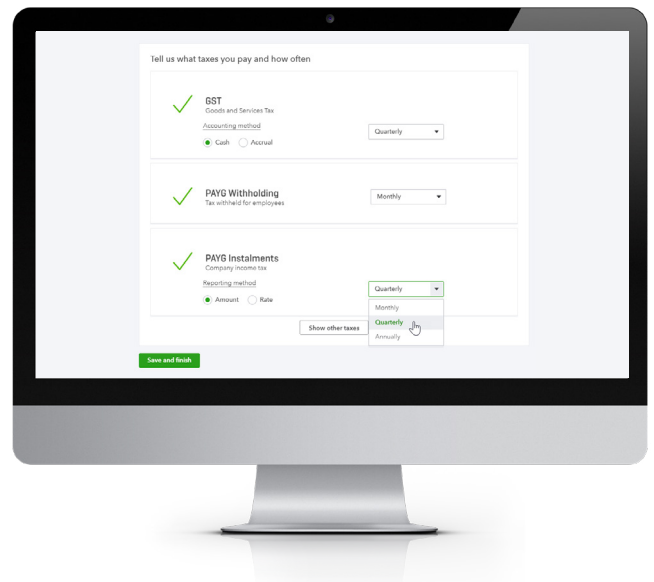 Tell us what taxes you pay and how often
GST
Goods and Services Tax
Accounting method
Cash Accrual
Quarterly
PAYG Withholding
Tax withheld for employees
Monthly
PAYG Instalments
Company income tax
Reporting method
Amount Rate
Quarterly
Monthly
Quarterly
Annually
Show other taxes
Save and finish